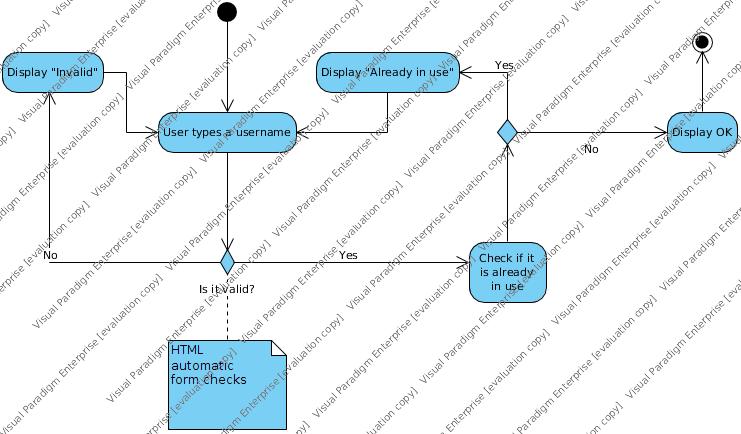 Display "Invalid"
Display "Already in use"
Yes
User types a username
Display OK
No
No
Yes
Check if it
is already
in use
Is it valid?
HTML
automatic
form checks
Visual Paradigm Enterprise [evaluation copy]